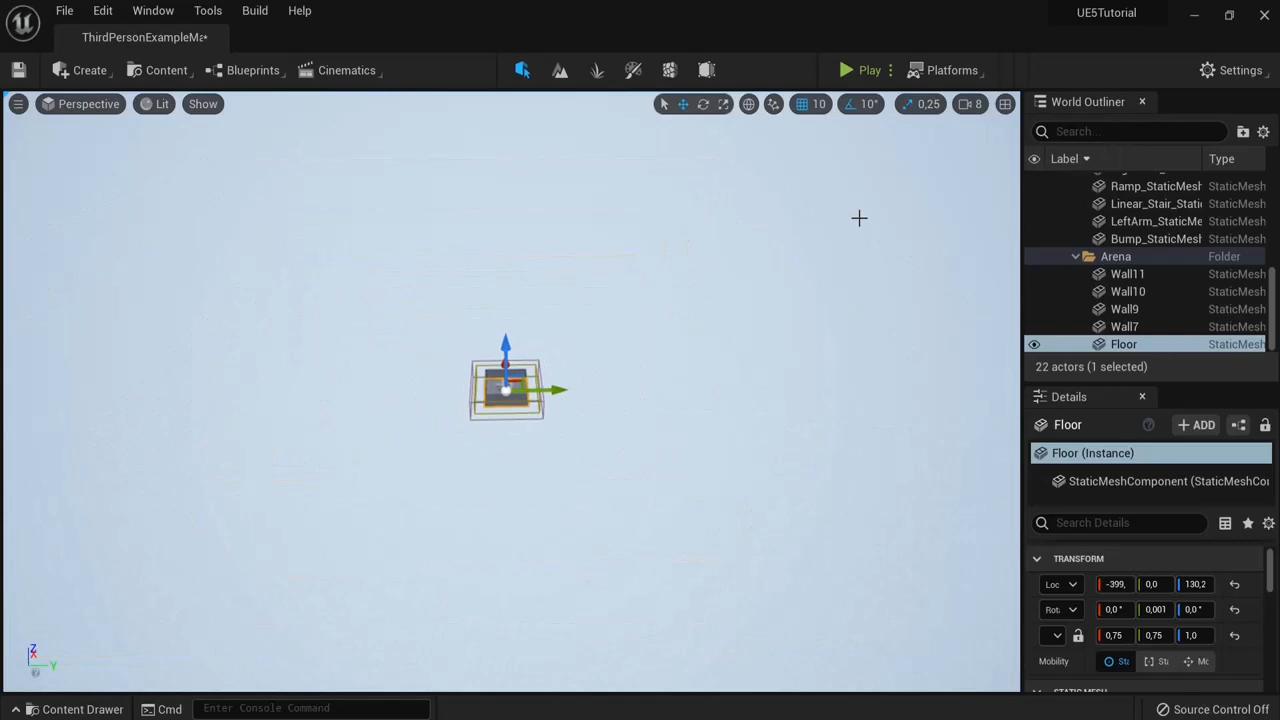 File Edit Window Tools Build Help UE5Tutorial
ThirdPersonExampleMa*
Create Content Blueprints Cinematics Play Platforms Settings
Perspective Lit Show 10 10° 0,25 8
World Outliner
Search...
Label Type
Ramp_StaticMesh StaticMesh
Linear_Stair_Stati StaticMesh
LeftArm_StaticMe StaticMesh
Bump_StaticMesh StaticMesh
Arena Folder
Wall11 StaticMesh
Wall10 StaticMesh
Wall9 StaticMesh
Wall7 StaticMesh
Floor StaticMesh
22 actors (1 selected)
Details
Floor ADD
Floor (Instance)
StaticMeshComponent (StaticMeshCo
Search Details
TRANSFORM
Loc -399, 0,0 130,2
Rot 0,0 ° 0,001 0,0 °
0,75 0,75 1,0
Mobility Sta Sta Mo
Z
X
Y
Content Drawer Cmd Enter Console Command Source Control Off